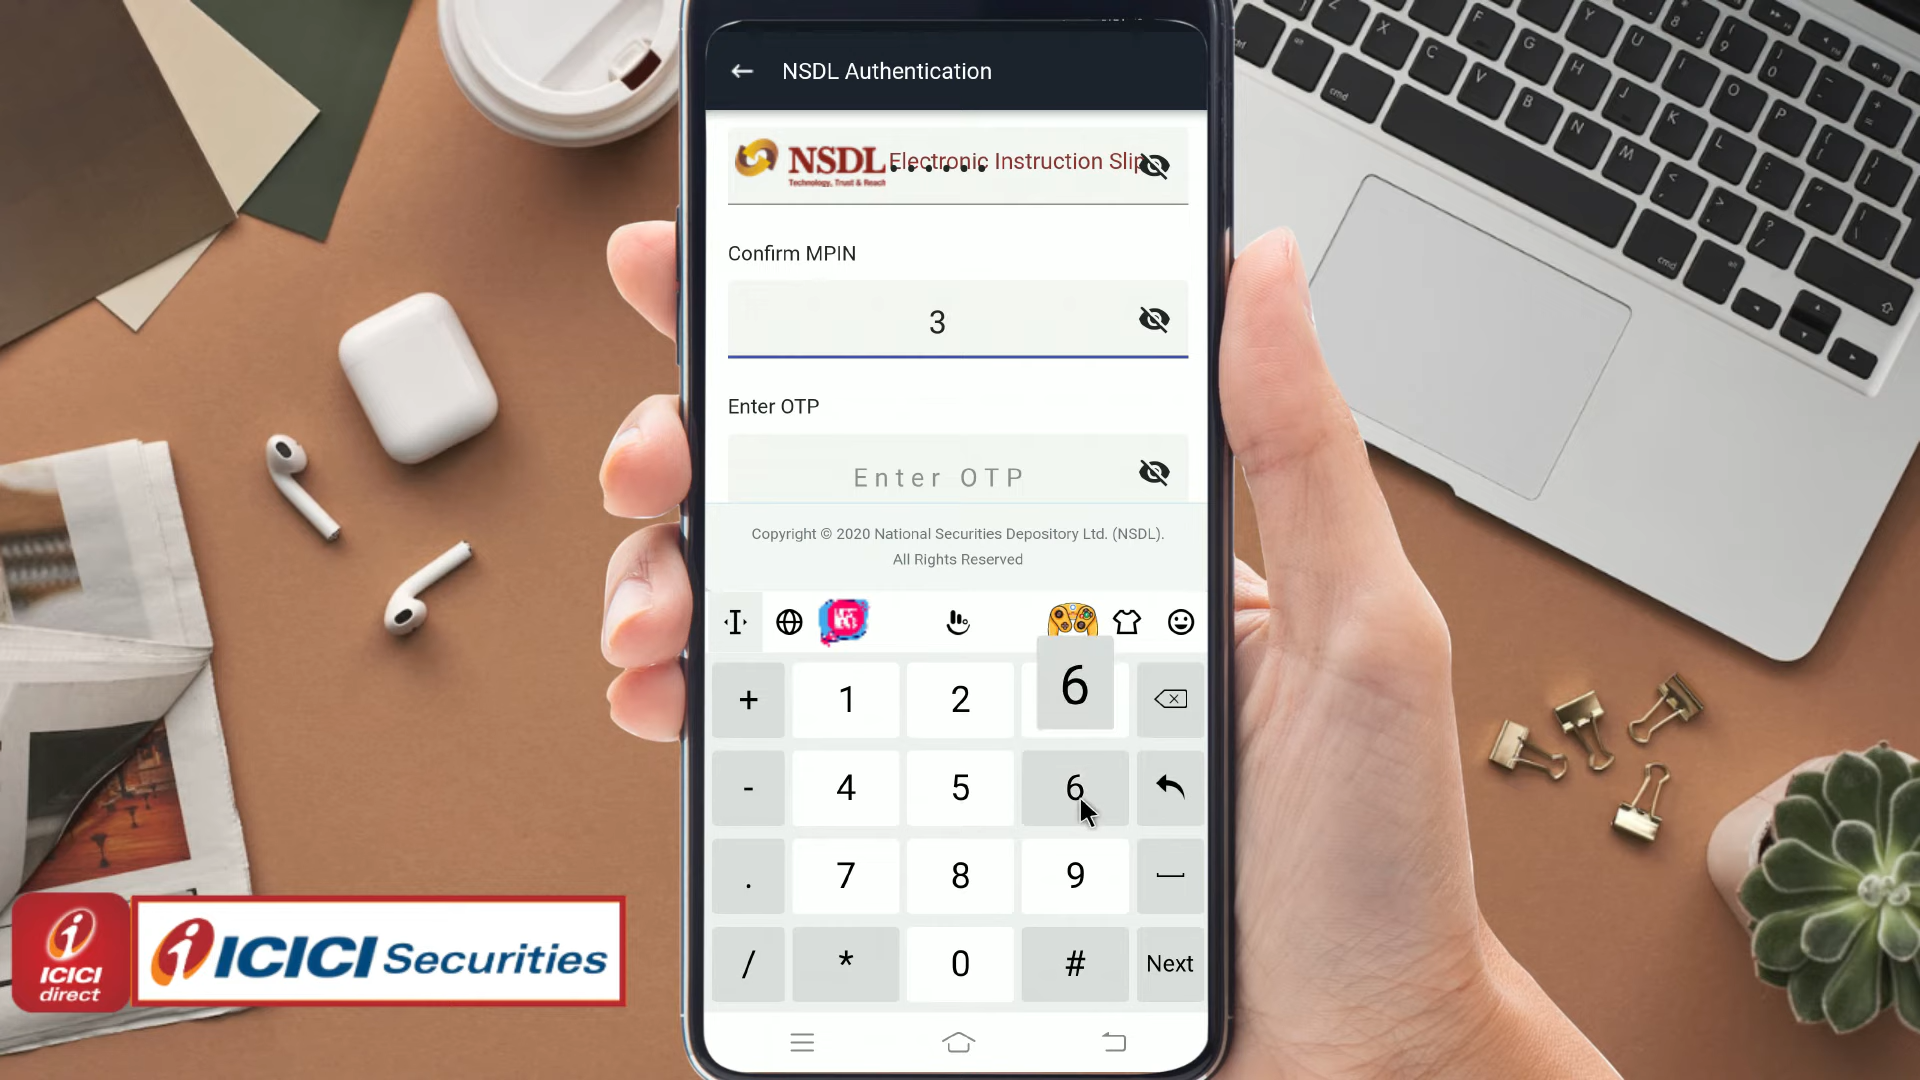 NSDL Authentication
NSDL
Technology, Trust & Reach
Electronic Instruction Slip
Confirm MPIN
3
Enter OTP
Enter OTP
Copyright © 2020 National Securities Depository Ltd. (NSDL).
All Rights Reserved
6
+ 1 2
- 4 5 6
. 7 8 9
/ * 0 # Next
ICICI
direct
ICICI Securities